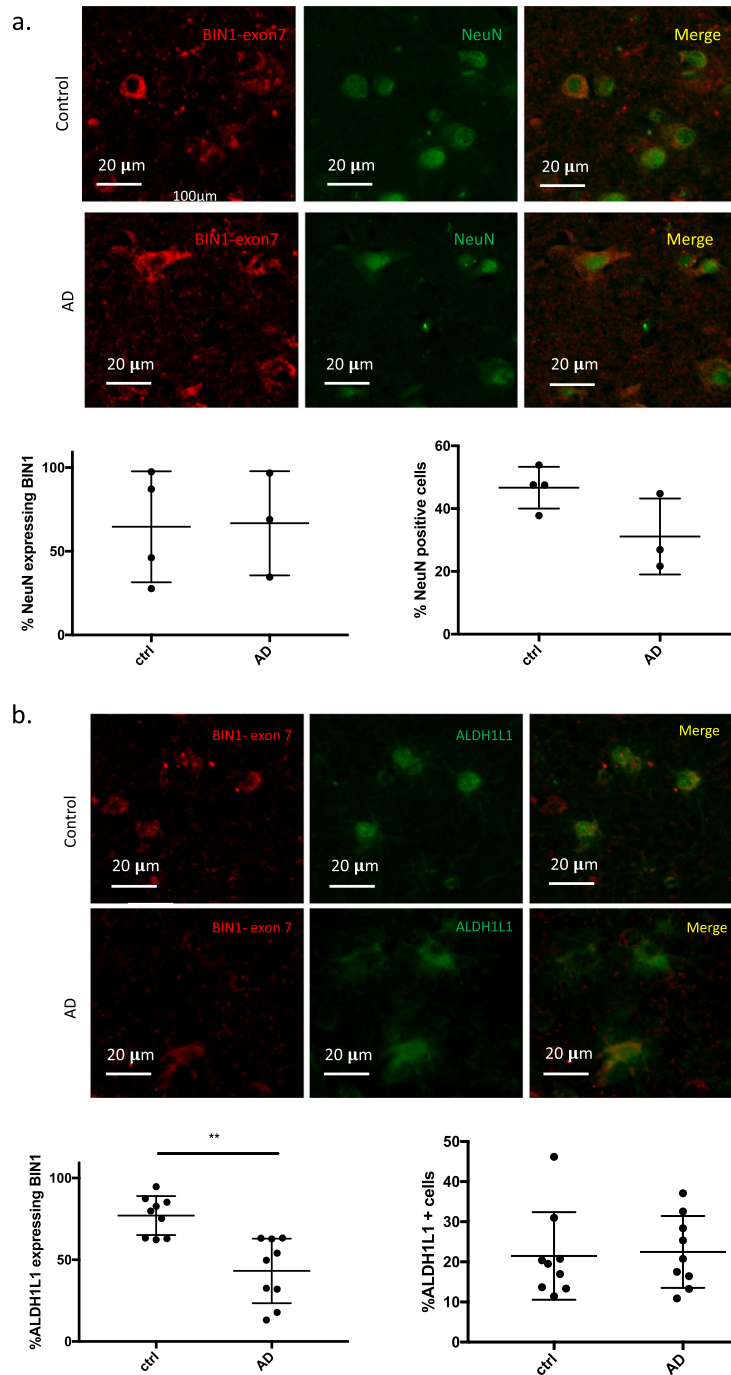 a.
BIN1-exon7 NeuN Merge
Control
20 μm 20 μm 20 μm
100μm
BIN1-exon7 NeuN Merge
AD
20 μm 20 μm 20 μm
% NeuN expressing BIN1
100
50
0
ctrl AD
% NeuN positive cells
60
40
20
0
ctrl AD
b.
BIN1- exon 7 ALDH1L1 Merge
Control
20 μm 20 μm 20 μm
BIN1- exon 7 ALDH1L1 Merge
AD
20 μm 20 μm 20 μm
**
%ALDH1L1 expressing BIN1
100
50
0
ctrl AD
%ALDH1L1 + cells
50
40
30
20
10
0
ctrl AD